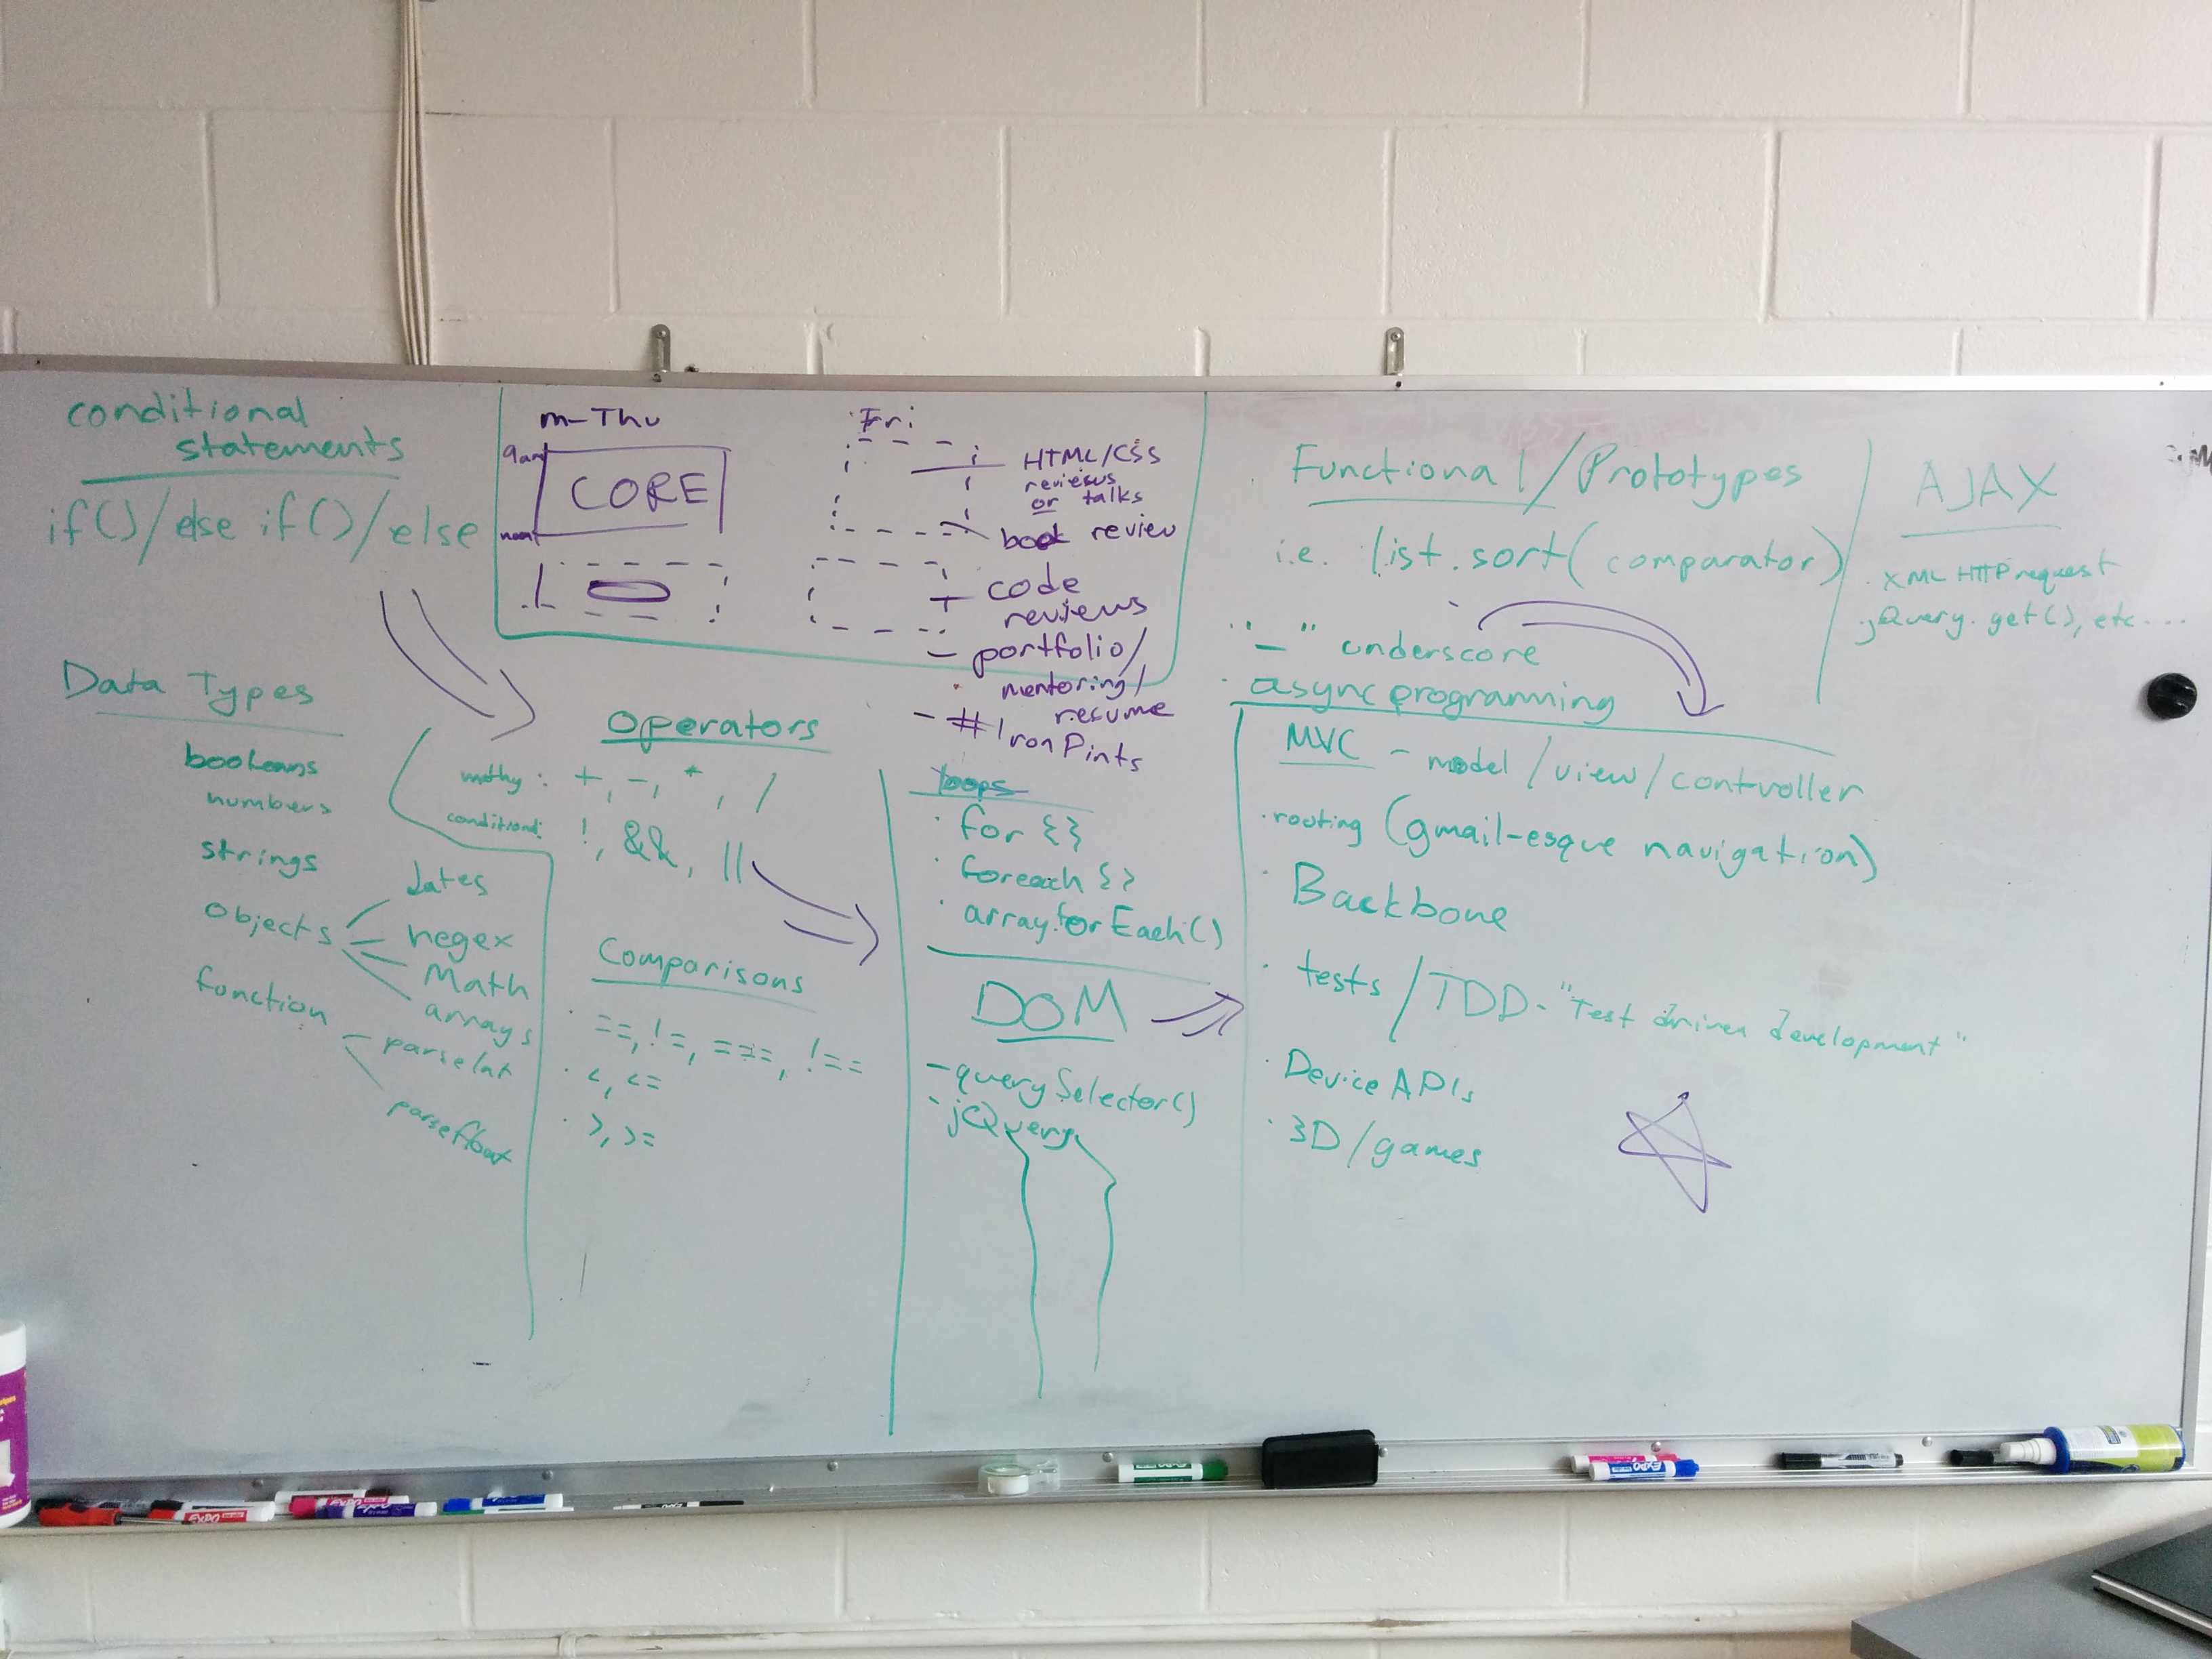 conditional
statements
if()/else if()/else
Data Types
booleans
numbers
strings
Objects
dates
regex
Math
arrays
function
parseInt
parsefloat
m-Thu
9am
CORE
noon
1
Fri
HTML/CSS
reviews
or talks
book review
code
reviews
- portfolio/
mentoring/
resume
- #IronPints
Operators
mathy: +, -, *, /
conditional: !, &&, ||
Comparisons
· ==, !=, ===, !==
· <, <=
· >, >=
loops
· for {}
· foreach {}
· array.forEach()
DOM
- querySelector()
- jQuery
· Functional/Prototypes
i.e. list.sort(comparator)
· "_" underscore
· async programming
AJAX
· XMLHTTPrequest
· jQuery.get(), etc...
MVC - model/view/controller
· routing (gmail-esque navigation)
· Backbone
· tests/TDD - "Test driven development"
· Device APIs
· 3D/games
EXPO
EXPO